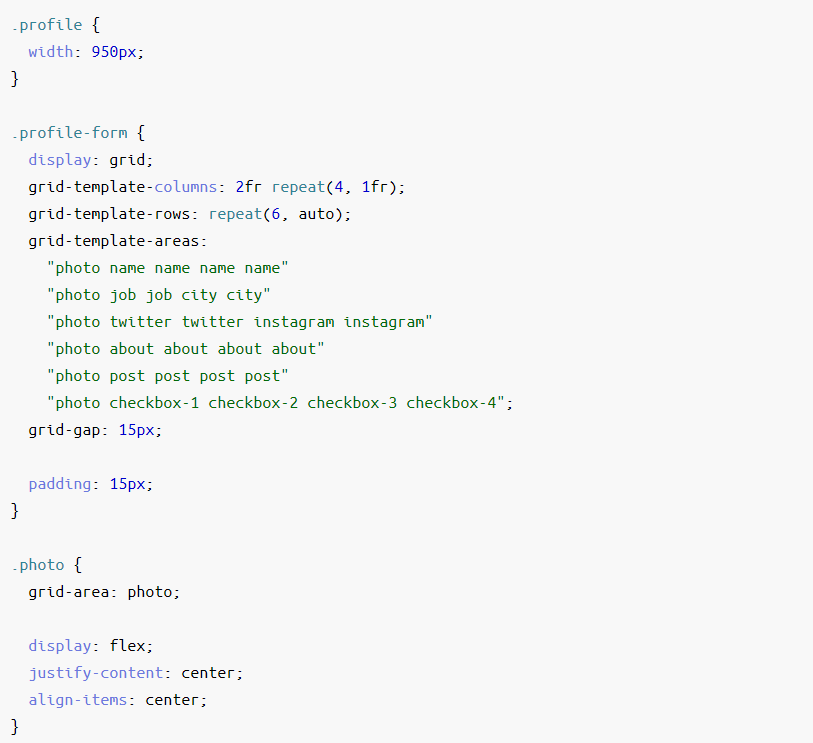 .profile {
  width: 950px;
}

.profile-form {
  display: grid;
  grid-template-columns: 2fr repeat(4, 1fr);
  grid-template-rows: repeat(6, auto);
  grid-template-areas:
    "photo name name name name"
    "photo job job city city"
    "photo twitter twitter instagram instagram"
    "photo about about about about"
    "photo post post post post"
    "photo checkbox-1 checkbox-2 checkbox-3 checkbox-4";
  grid-gap: 15px;

  padding: 15px;
}

.photo {
  grid-area: photo;

  display: flex;
  justify-content: center;
  align-items: center;
}